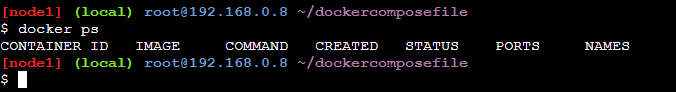 [node1] (local) root@192.168.0.8 ~/dockercomposefile
$ docker ps
CONTAINER ID   IMAGE     COMMAND   CREATED   STATUS    PORTS     NAMES
[node1] (local) root@192.168.0.8 ~/dockercomposefile
$